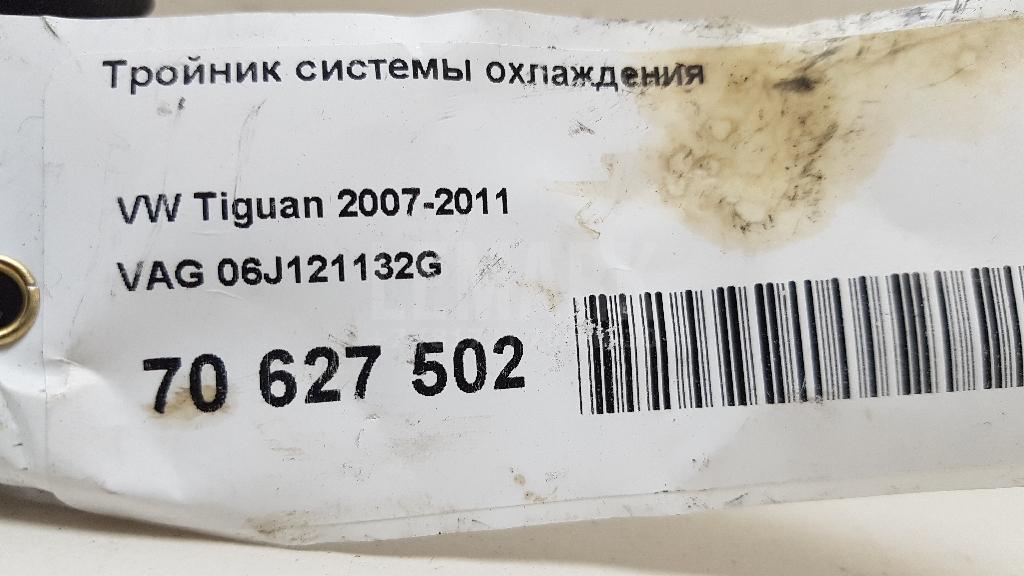 Тройник системы охлаждения
VW Tiguan 2007-2011
VAG 06J121132G
70 627 502